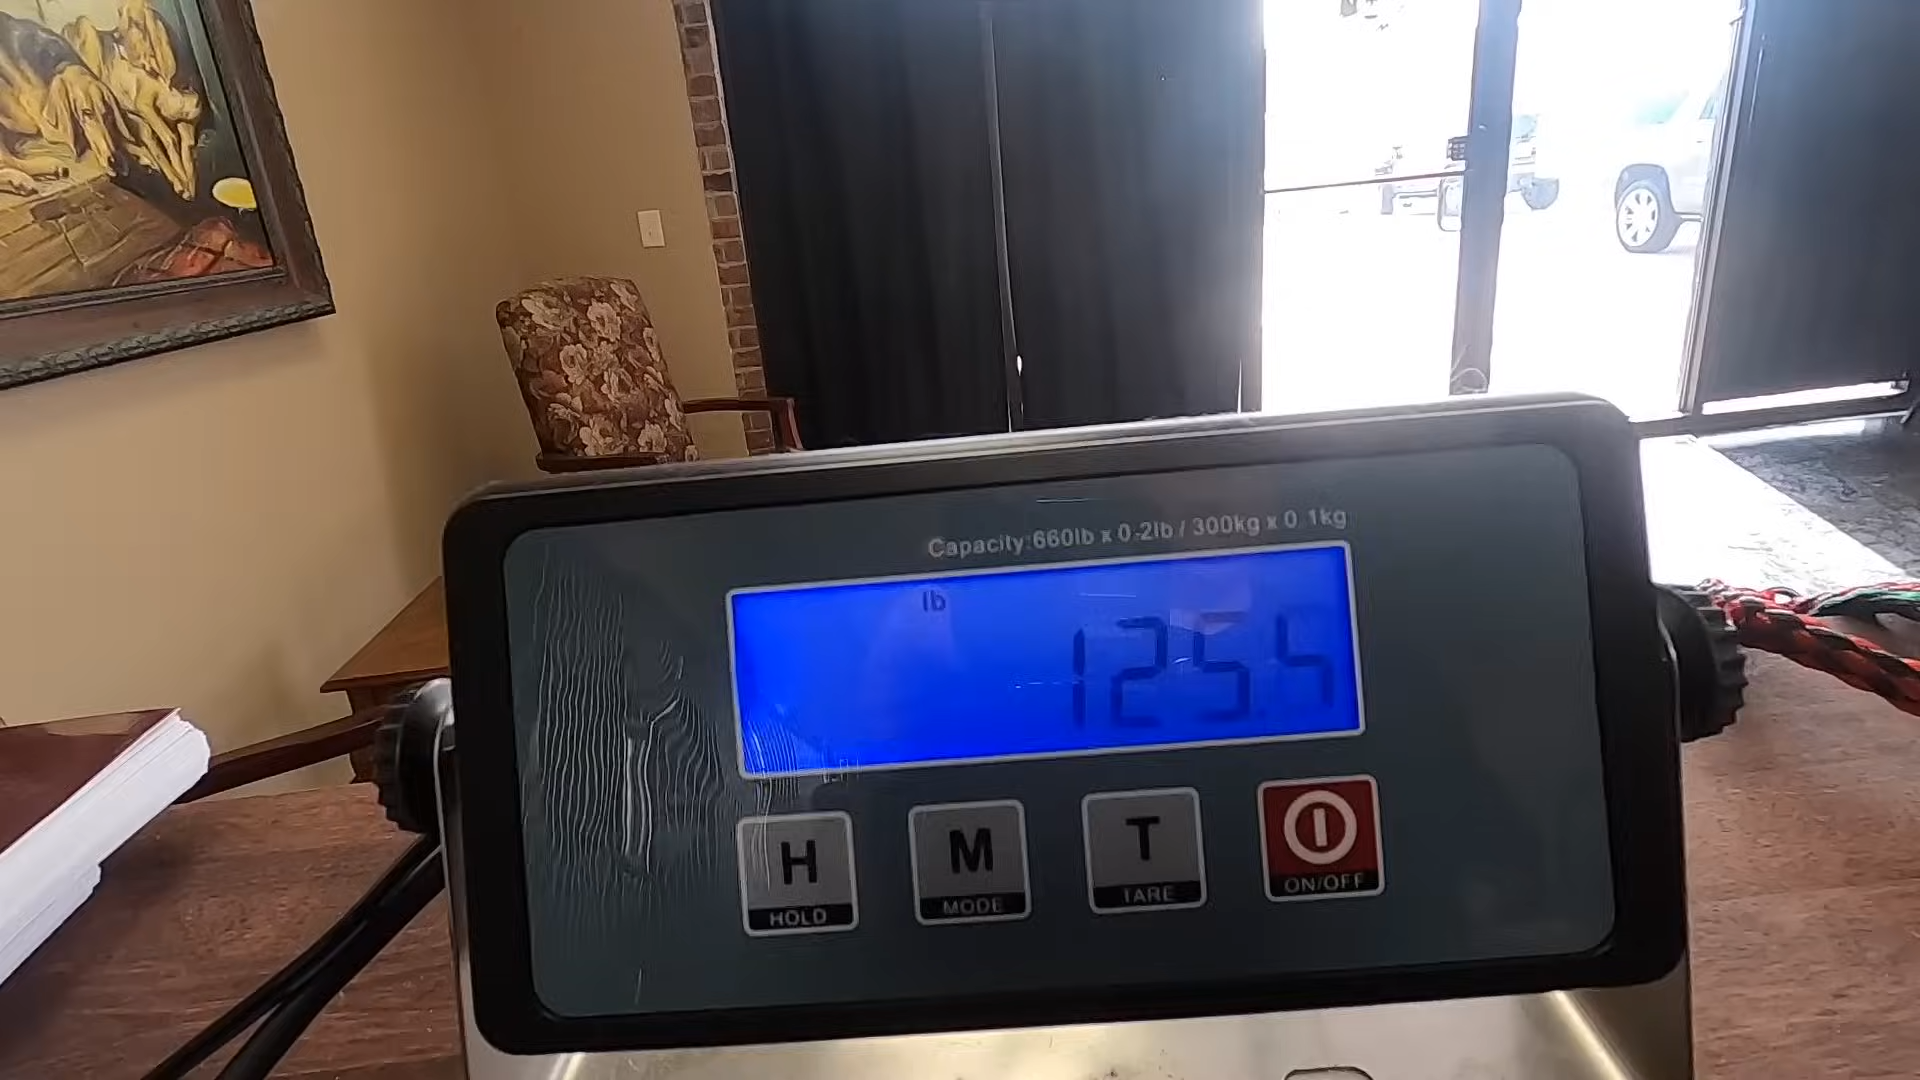 Capacity:660lb x 0.2lb / 300kg x 0.1kg
lb
125.4
H M T
HOLD MODE TARE ON/OFF